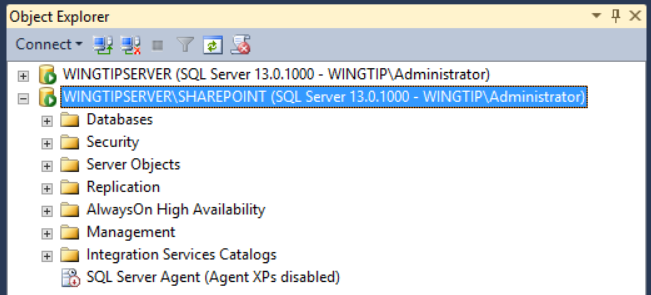 Object Explorer
Connect
WINGTIPSERVER (SQL Server 13.0.1000 - WINGTIP\Administrator)
WINGTIPSERVER\SHAREPOINT (SQL Server 13.0.1000 - WINGTIP\Administrator)
Databases
Security
Server Objects
Replication
AlwaysOn High Availability
Management
Integration Services Catalogs
SQL Server Agent (Agent XPs disabled)